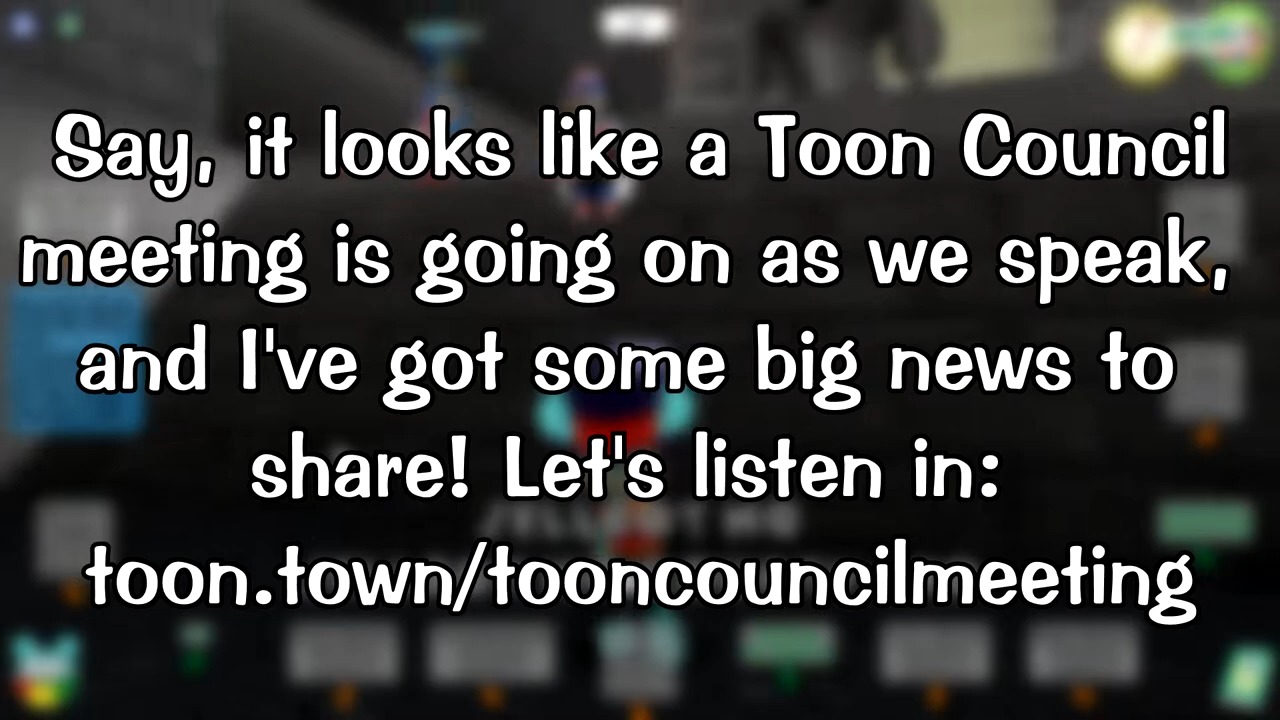 Say, it looks like a Toon Council
meeting is going on as we speak,
and I've got some big news to
share! Let's listen in:
toon.town/tooncouncilmeeting